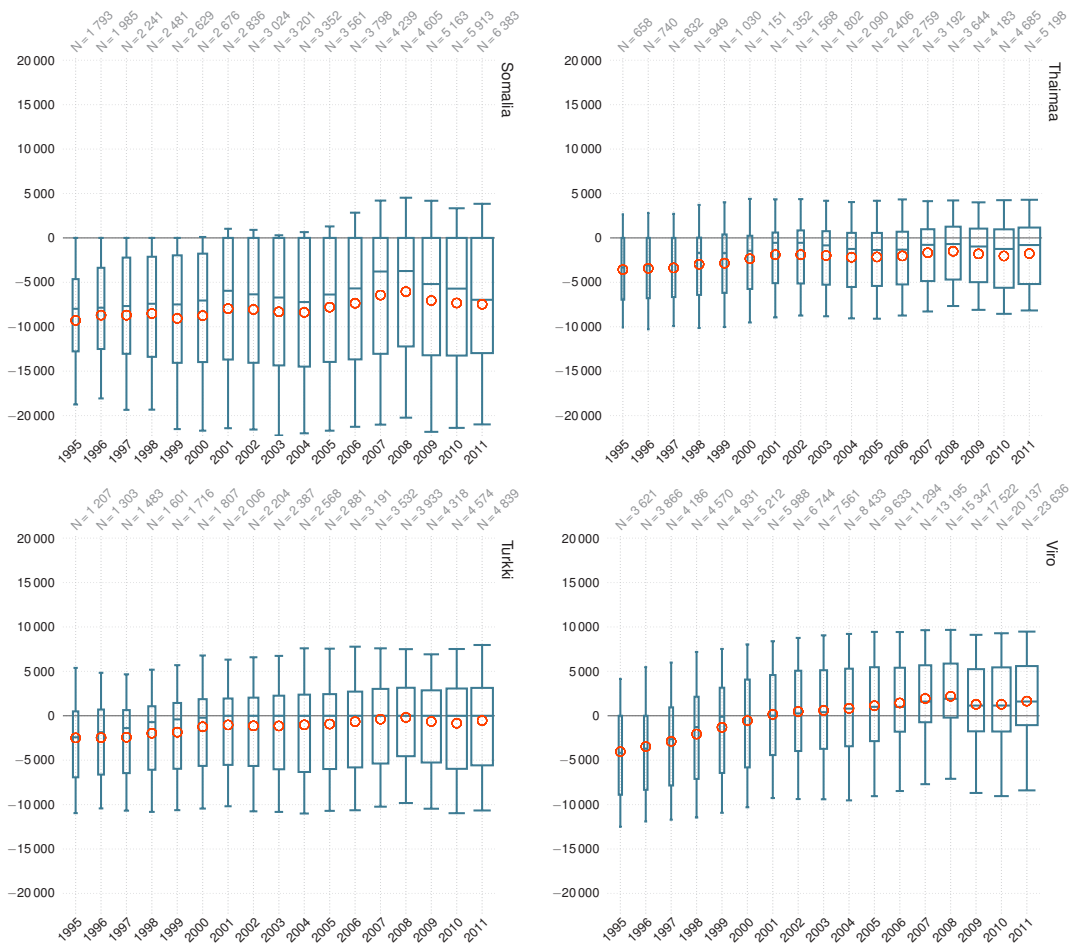 N = 1 793
N = 1 985
N = 2 241
N = 2 481
N = 2 629
N = 2 676
N = 2 836
N = 3 024
N = 3 201
N = 3 352
N = 3 561
N = 3 798
N = 4 239
N = 4 605
N = 5 163
N = 5 913
N = 6 383
Somalia
20 000
15 000
10 000
5 000
0
−5 000
−10 000
−15 000
−20 000
1995
1996
1997
1998
1999
2000
2001
2002
2003
2004
2005
2006
2007
2008
2009
2010
2011
N = 658
N = 740
N = 832
N = 949
N = 1 030
N = 1 151
N = 1 352
N = 1 568
N = 1 802
N = 2 090
N = 2 406
N = 2 759
N = 3 192
N = 3 644
N = 4 183
N = 4 685
N = 5 198
Thaimaa
20 000
15 000
10 000
5 000
0
−5 000
−10 000
−15 000
−20 000
1995
1996
1997
1998
1999
2000
2001
2002
2003
2004
2005
2006
2007
2008
2009
2010
2011
N = 1 207
N = 1 303
N = 1 483
N = 1 601
N = 1 716
N = 1 807
N = 2 006
N = 2 204
N = 2 387
N = 2 568
N = 2 881
N = 3 191
N = 3 532
N = 3 933
N = 4 318
N = 4 574
N = 4 839
Turkki
20 000
15 000
10 000
5 000
0
−5 000
−10 000
−15 000
−20 000
1995
1996
1997
1998
1999
2000
2001
2002
2003
2004
2005
2006
2007
2008
2009
2010
2011
N = 3 621
N = 3 866
N = 4 186
N = 4 570
N = 4 931
N = 5 212
N = 5 988
N = 6 744
N = 7 561
N = 8 433
N = 9 633
N = 11 294
N = 13 195
N = 15 347
N = 17 522
N = 20 137
N = 23 636
Viro
20 000
15 000
10 000
5 000
0
−5 000
−10 000
−15 000
−20 000
1995
1996
1997
1998
1999
2000
2001
2002
2003
2004
2005
2006
2007
2008
2009
2010
2011